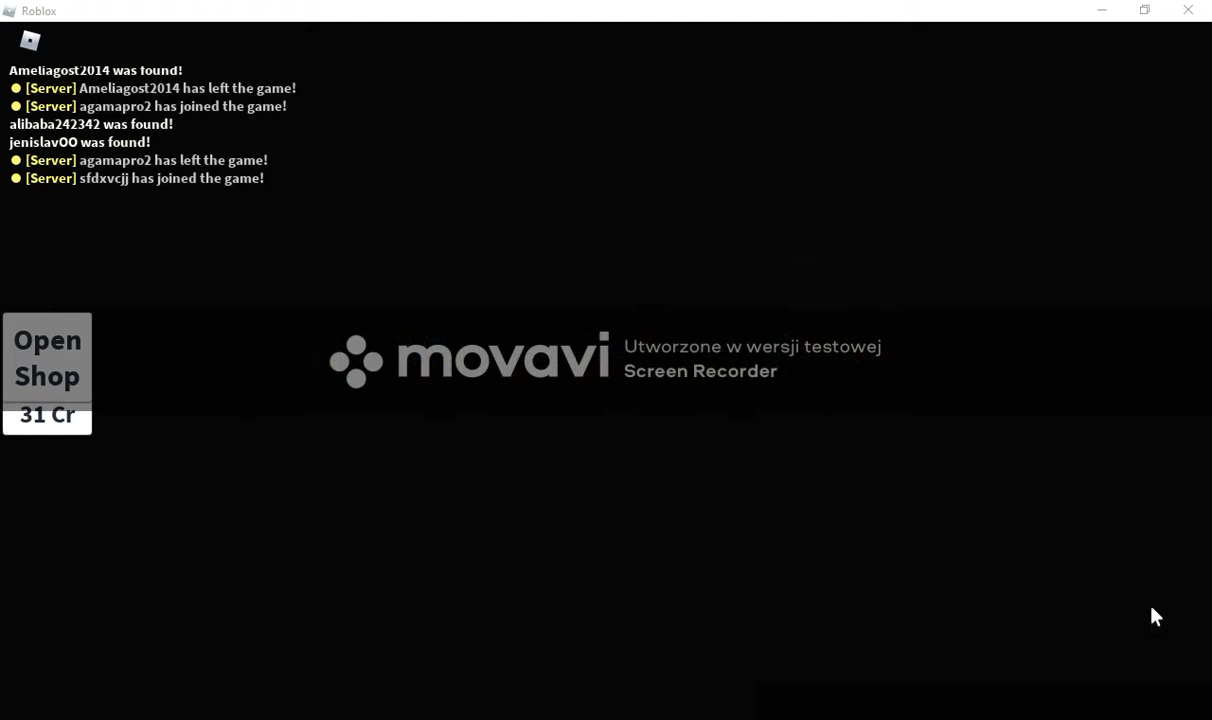 Roblox
Ameliagost2014 was found!
[Server] Ameliagost2014 has left the game!
[Server] agamapro2 has joined the game!
alibaba242342 was found!
jenislavOO was found!
[Server] agamapro2 has left the game!
[Server] sfdxvcjj has joined the game!
Open
Shop
31 Cr
movavi
Utworzone w wersji testowej
Screen Recorder